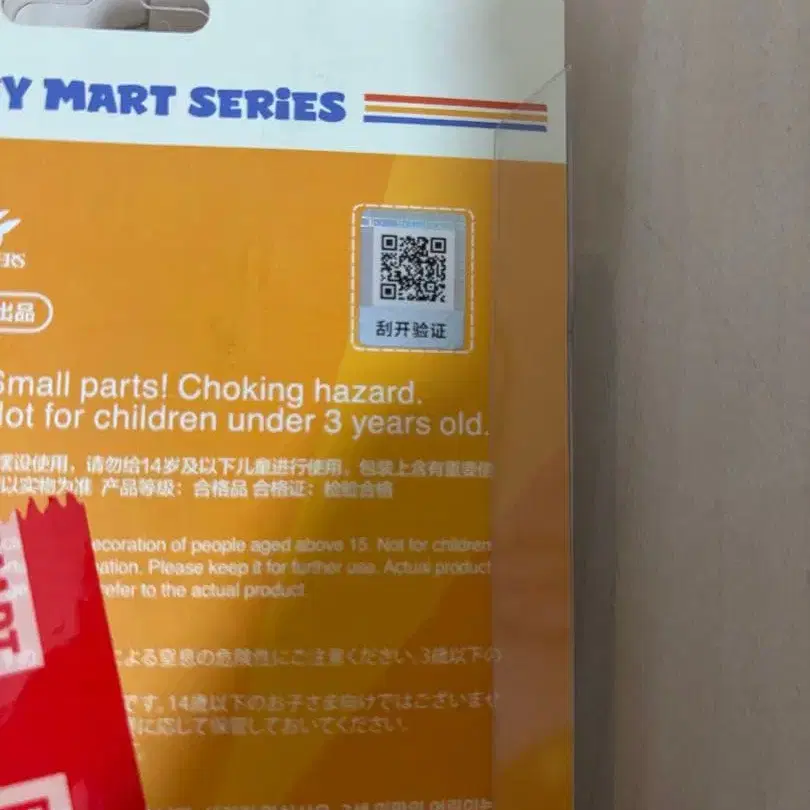 Y MART SERiES
ERS
出品
刮开验证
Small parts! Choking hazard.
Not for children under 3 years old.
摆设使用，请勿给14岁及以下儿童进行使用，包装上含有重要使
以实物为准 产品等级：合格品 合格证：检验合格
ecoration of people aged above 15. Not for children
ation. Please keep it for further use. Actual product
refer to the actual product.
よる窒息の危険性にご注意ください。3歳以下の
です。14歳以下のお子さま向けではございませ
に応じて保管しておいてください。
ART